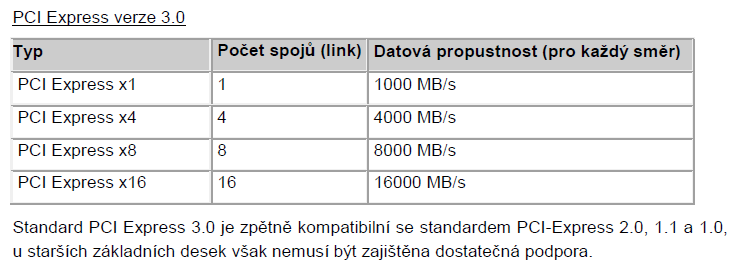 PCI Express verze 3.0
Typ Počet spojů (link) Datová propustnost (pro každý směr)
PCI Express x1 1 1000 MB/s
PCI Express x4 4 4000 MB/s
PCI Express x8 8 8000 MB/s
PCI Express x16 16 16000 MB/s
Standard PCI Express 3.0 je zpětně kompatibilní se standardem PCI-Express 2.0, 1.1 a 1.0,
u starších základních desek však nemusí být zajištěna dostatečná podpora.